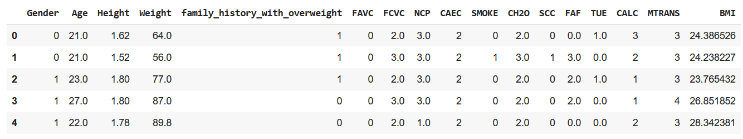 Gender Age Height Weight family_history_with_overweight FAVC FCVC NCP CAEC SMOKE CH2O SCC FAF TUE CALC MTRANS BMI
0 0 21.0 1.62 64.0 1 0 2.0 3.0 2 0 2.0 0 0.0 1.0 3 3 24.386526
1 0 21.0 1.52 56.0 1 0 3.0 3.0 2 1 3.0 1 3.0 0.0 2 3 24.238227
2 1 23.0 1.80 77.0 1 0 2.0 3.0 2 0 2.0 0 2.0 1.0 1 3 23.765432
3 1 27.0 1.80 87.0 0 0 3.0 3.0 2 0 2.0 0 2.0 0.0 1 4 26.851852
4 1 22.0 1.78 89.8 0 0 2.0 1.0 2 0 2.0 0 0.0 0.0 2 3 28.342381